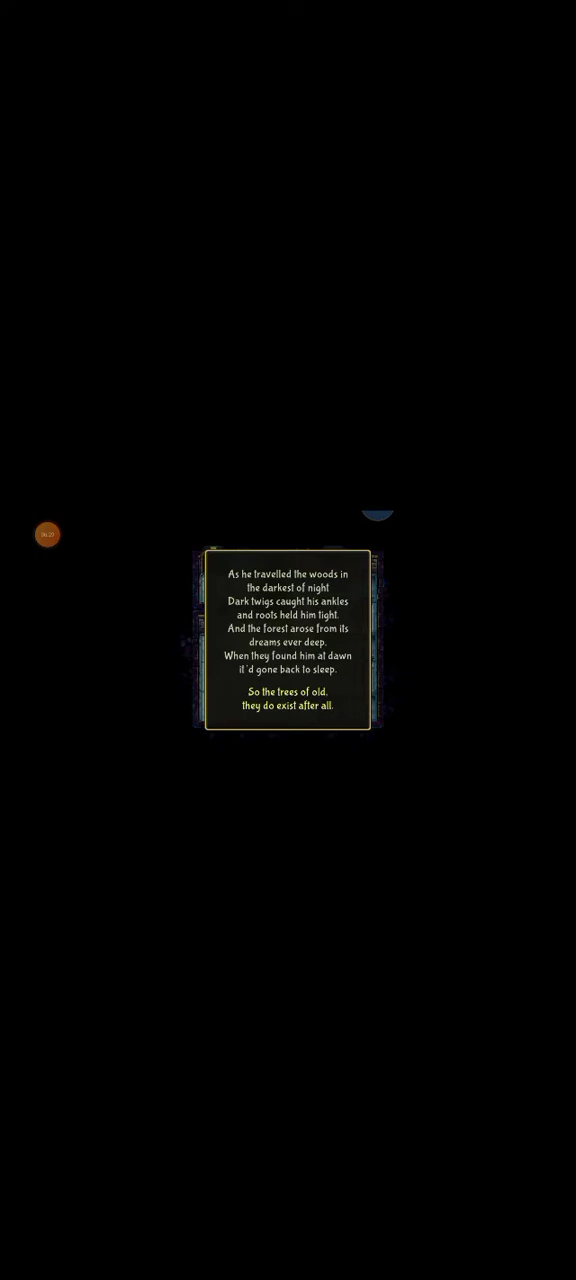 06:29
As he travelled the woods in
the darkest of night
Dark twigs caught his ankles
and roots held him tight.
And the forest arose from its
dreams ever deep.
When they found him at dawn
it'd gone back to sleep.
So the trees of old,
they do exist after all.